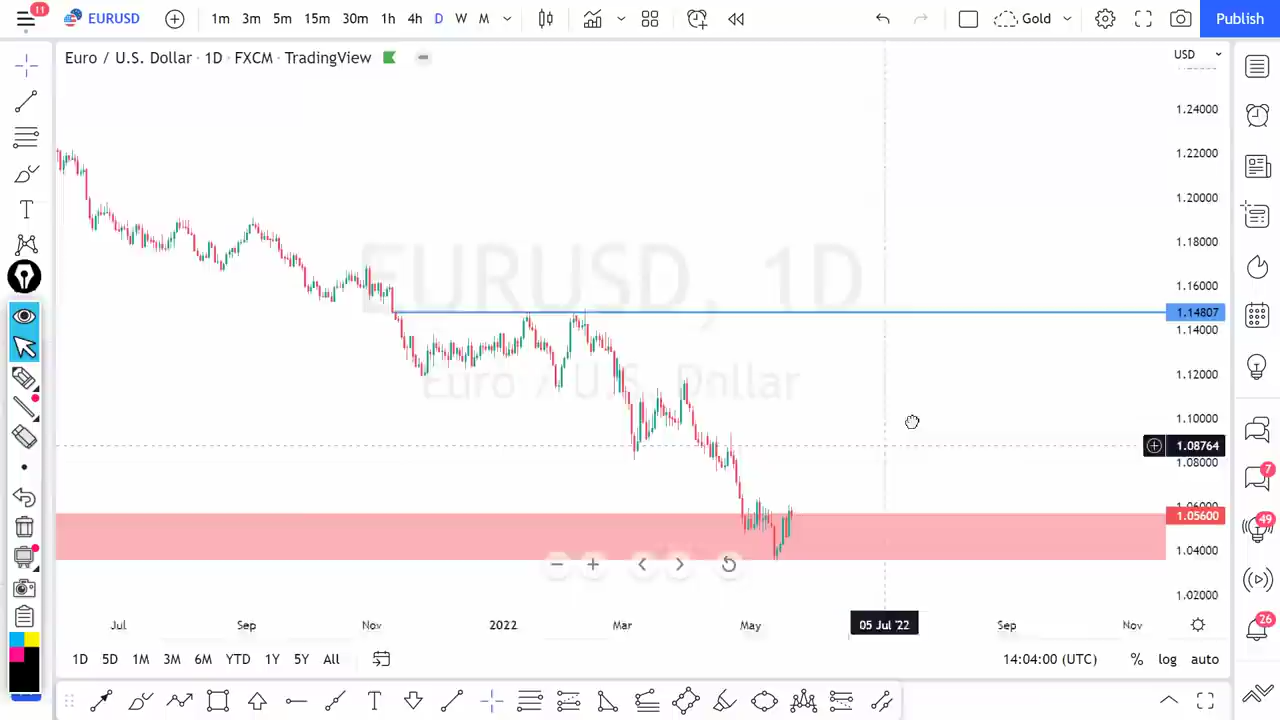 11
EURUSD
1m 3m 5m 15m 30m 1h 4h D W M
Gold
Publish
Euro / U.S. Dollar · 1D · FXCM · TradingView
USD
1.24000
1.22000
1.20000
1.18000
EURUSD, 1D
1.16000
1.14807
1.14000
Euro / U.S. Dollar
1.12000
1.10000
1.08764
1.08000
7
1.06000
1.05600
49
1.04000
1.02000
Jul Sep Nov 2022 Mar May 05 Jul '22 Sep Nov
26
1D 5D 1M 3M 6M YTD 1Y 5Y All
14:04:00 (UTC) % log auto
T
T